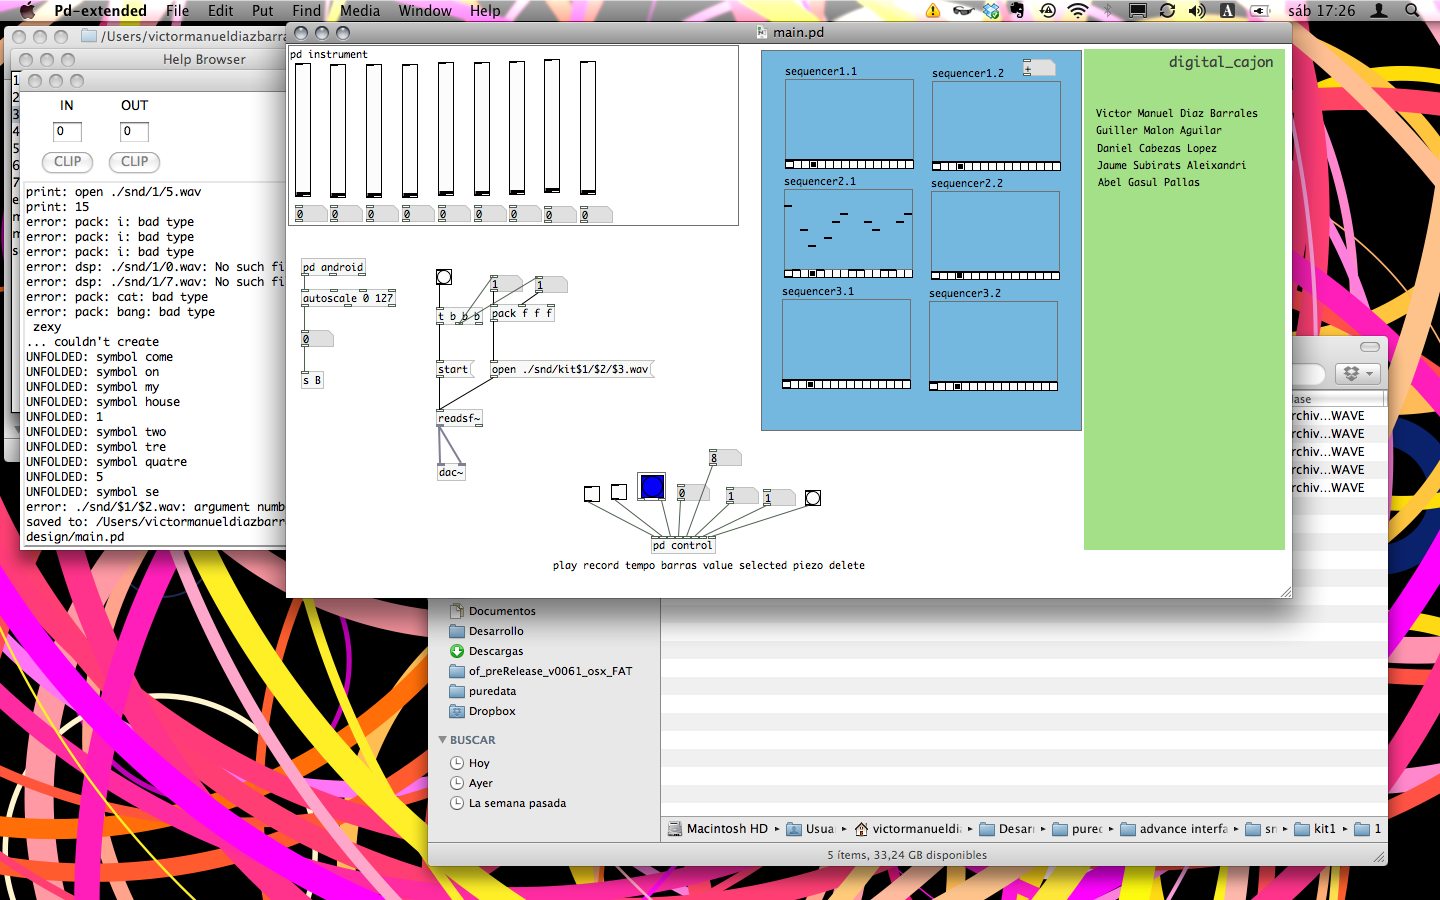 Pd-extended File Edit Put Find Media Window Help
A
sáb 17:26
/Users/victormanueldiazbarra
Help Browser
1
2
3
4
5
6
7
e
m
m
s
IN OUT
0 0
CLIP CLIP
print: open ./snd/1/5.wav
print: 15
error: pack: i: bad type
error: pack: i: bad type
error: pack: i: bad type
error: dsp: ./snd/1/0.wav: No such fi
error: dsp: ./snd/1/7.wav: No such fi
error: pack: cat: bad type
error: pack: bang: bad type
zexy
... couldn't create
UNFOLDED: symbol come
UNFOLDED: symbol on
UNFOLDED: symbol my
UNFOLDED: symbol house
UNFOLDED: 1
UNFOLDED: symbol two
UNFOLDED: symbol tre
UNFOLDED: symbol quatre
UNFOLDED: 5
UNFOLDED: symbol se
error: ./snd/$1/$2.wav: argument numb
saved to: /Users/victormanueldiazbarr
design/main.pd
main.pd
pd instrument
0 0 0 0 0 0 0 0 0
pd android
autoscale 0 127
0
s B
1 1
t b b b
pack f f f
start
open ./snd/kit$1/$2/$3.wav
readsf~
dac~
8
0 1 1
pd control
play record tempo barras value selected piezo delete
sequencer1.1
sequencer1.2
+
sequencer2.1
sequencer2.2
sequencer3.1
sequencer3.2
digital_cajon
Victor Manuel Diaz Barrales
Guiller Malon Aguilar
Daniel Cabezas Lopez
Jaume Subirats Aleixandri
Abel Gasul Pallas
lase
rchiv...WAVE
rchiv...WAVE
rchiv...WAVE
rchiv...WAVE
rchiv...WAVE
Documentos
Desarrollo
Descargas
of_preRelease_v0061_osx_FAT
puredata
Dropbox
BUSCAR
Hoy
Ayer
La semana pasada
Macintosh HD ▸ Usua ▸ victormanueldi ▸ Desarr ▸ pured ▸ advance interfa ▸ sn ▸ kit1 ▸ 1
5 ítems, 33,24 GB disponibles